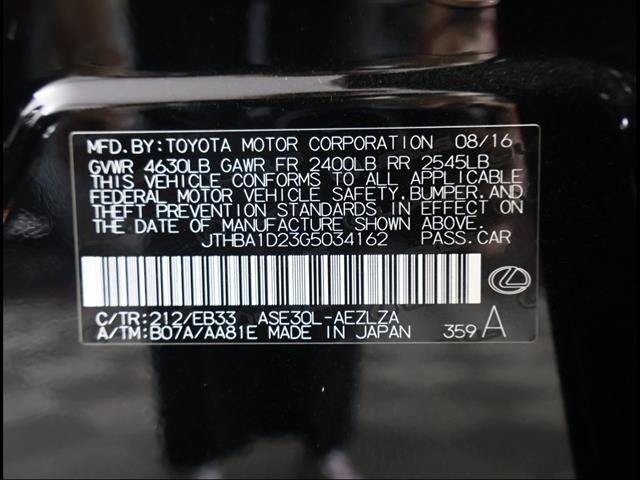 MFD.BY:TOYOTA MOTOR CORPORATION 08/16
GVWR 4630LB GAWR FR 2400LB RR 2545LB
THIS VEHICLE CONFORMS TO ALL APPLICABLE
FEDERAL MOTOR VEHICLE SAFETY,BUMPER,AND
THEFT PREVENTION STANDARDS IN EFFECT ON
THE DATE OF MANUFACTURE SHOWN ABOVE.
JTHBA1D23G5034162 PASS.CAR
C/TR:212/EB33 ASE30L-AEZLZA
A/TM:B07A/AA81E MADE IN JAPAN 359 A